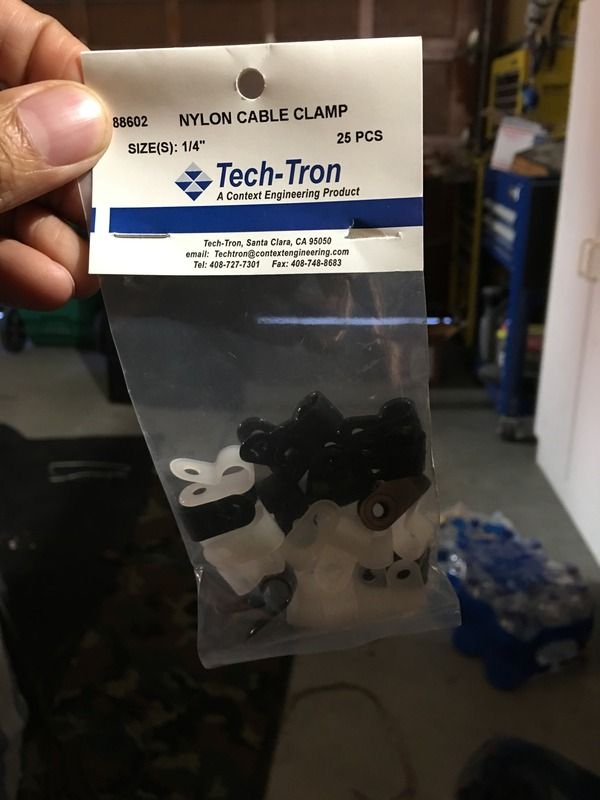 88602 NYLON CABLE CLAMP
SIZE(S): 1/4" 25 PCS
Tech-Tron
A Context Engineering Product
Tech-Tron, Santa Clara, CA 95050
email: Techtron@contextengineering.com
Tel: 408-727-7301 Fax: 408-748-8683